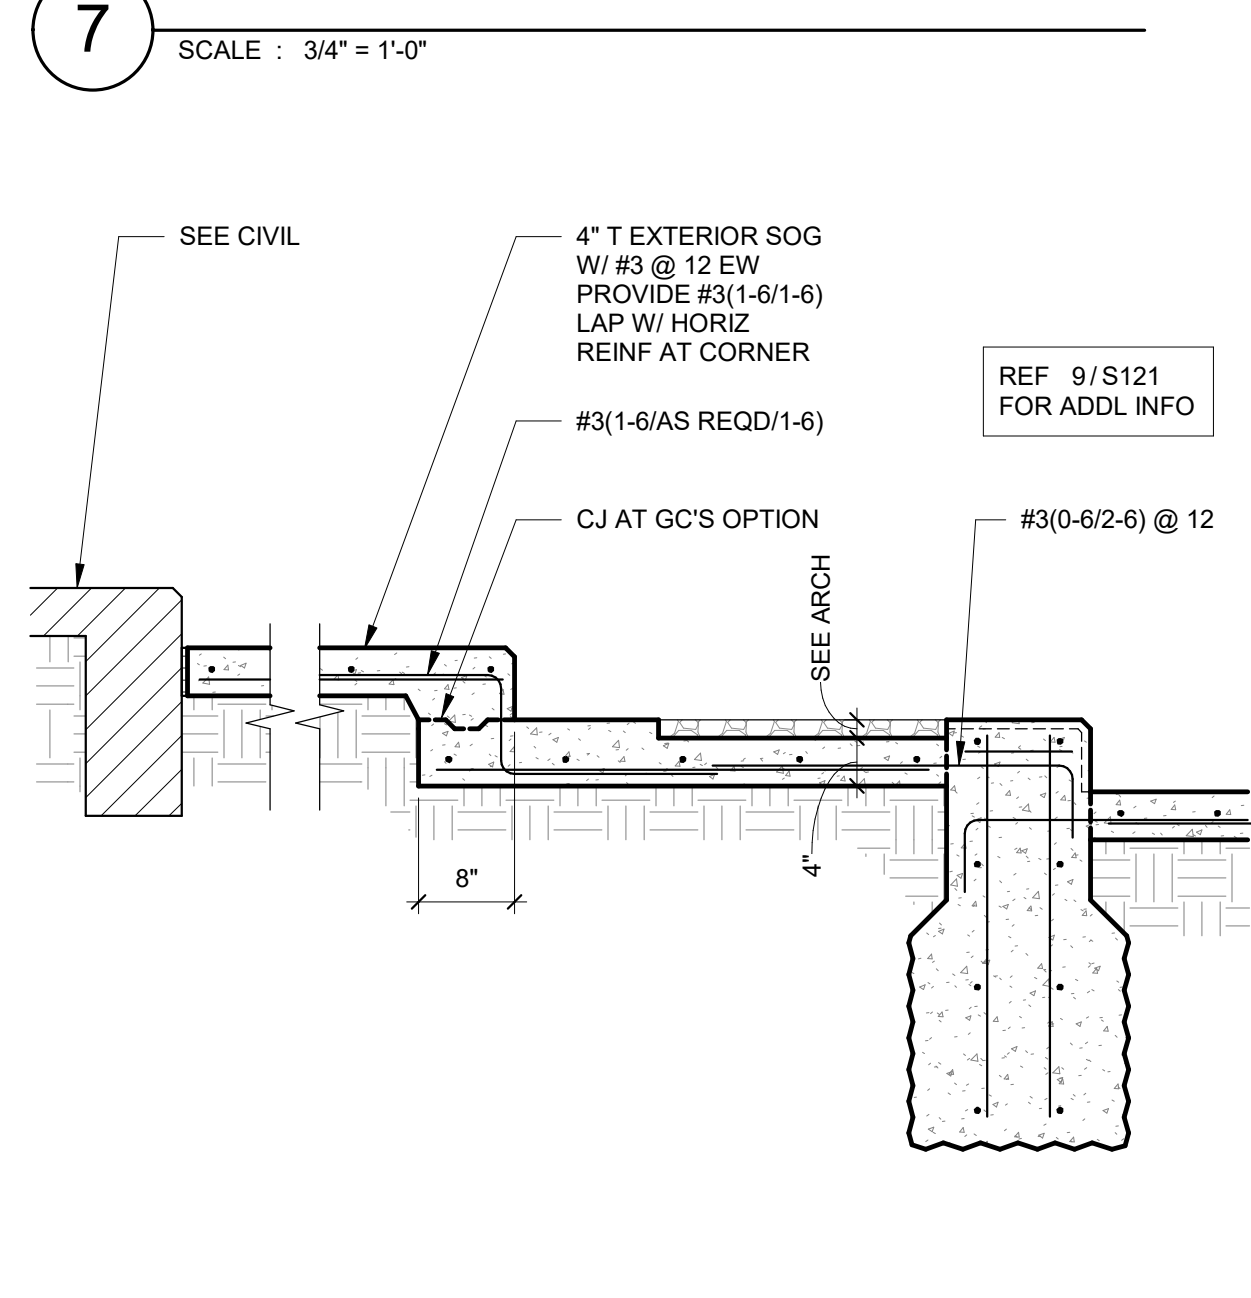 7
SCALE : 3/4" = 1'-0"
SEE CIVIL
4" T EXTERIOR SOG
W/ #3 @ 12 EW
PROVIDE #3(1-6/1-6)
LAP W/ HORIZ
REINF AT CORNER
REF 9/S121
FOR ADDL INFO
#3(1-6/AS REQD/1-6)
CJ AT GC'S OPTION
#3(0-6/2-6) @ 12
SEE ARCH
4"
8"